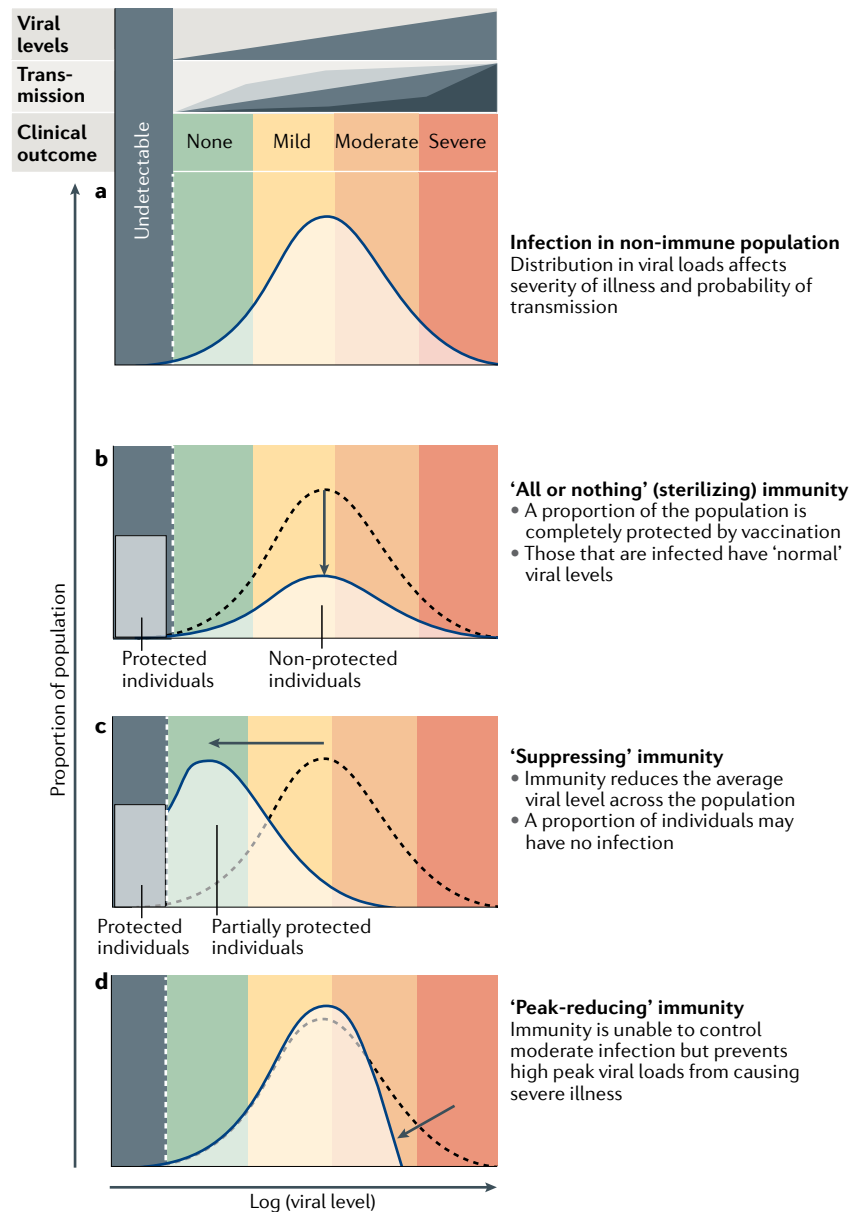 Viral
levels
Trans-
mission
Clinical
outcome
Undetectable
None
Mild
Moderate
Severe
a
Infection in non-immune population
Distribution in viral loads affects
severity of illness and probability of
transmission
b
'All or nothing' (sterilizing) immunity
• A proportion of the population is
completely protected by vaccination
• Those that are infected have 'normal'
viral levels
Protected
individuals
Non-protected
individuals
Proportion of population
c
'Suppressing' immunity
• Immunity reduces the average
viral level across the population
• A proportion of individuals may
have no infection
Protected
individuals
Partially protected
individuals
d
'Peak-reducing' immunity
Immunity is unable to control
moderate infection but prevents
high peak viral loads from causing
severe illness
Log (viral level)